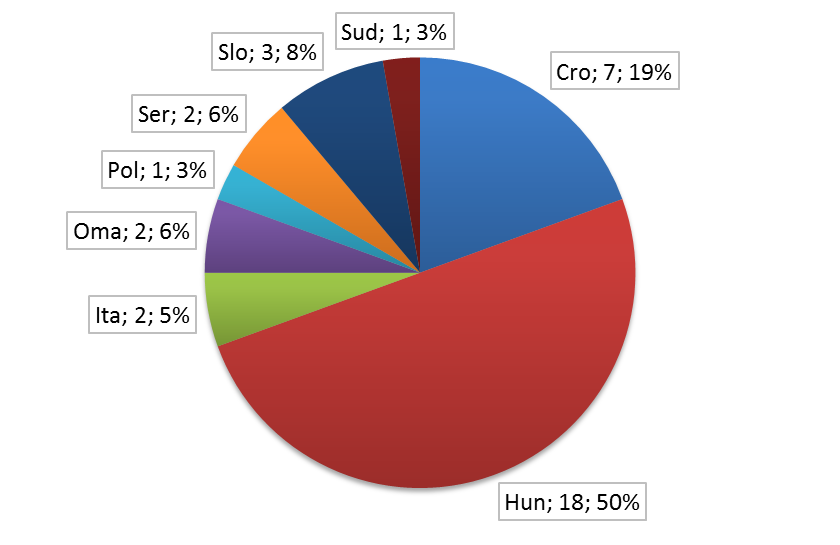 Sud; 1; 3%
Slo; 3; 8%
Cro; 7; 19%
Ser; 2; 6%
Pol; 1; 3%
Oma; 2; 6%
Ita; 2; 5%
Hun; 18; 50%